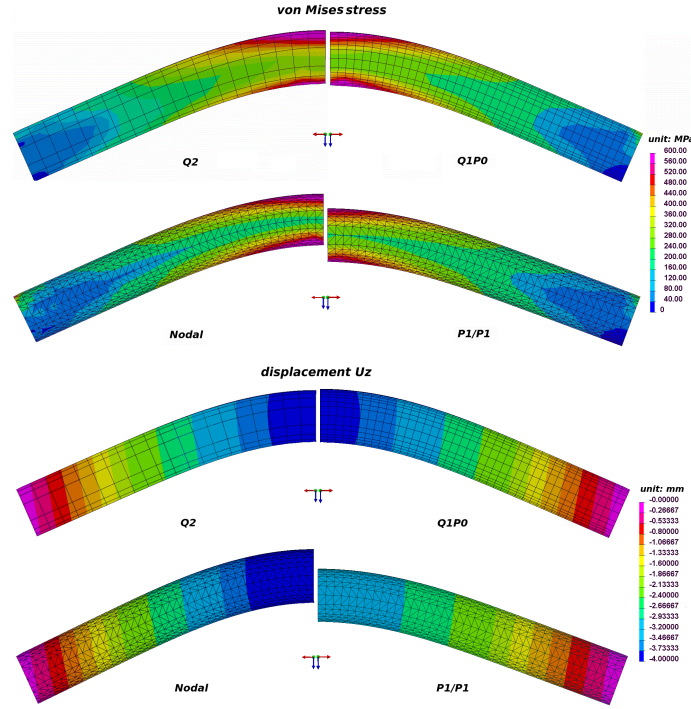 von Mises stress
Q2
Q1P0
unit: MPa
600.00
560.00
520.00
480.00
440.00
400.00
360.00
320.00
280.00
240.00
200.00
160.00
120.00
80.00
40.00
0
Nodal
P1/P1
displacement Uz
Q2
Q1P0
unit: mm
-0.00000
-0.26667
-0.53333
-0.80000
-1.06667
-1.33333
-1.60000
-1.86667
-2.13333
-2.40000
-2.66667
-2.93333
-3.20000
-3.46667
-3.73333
-4.00000
Nodal
P1/P1